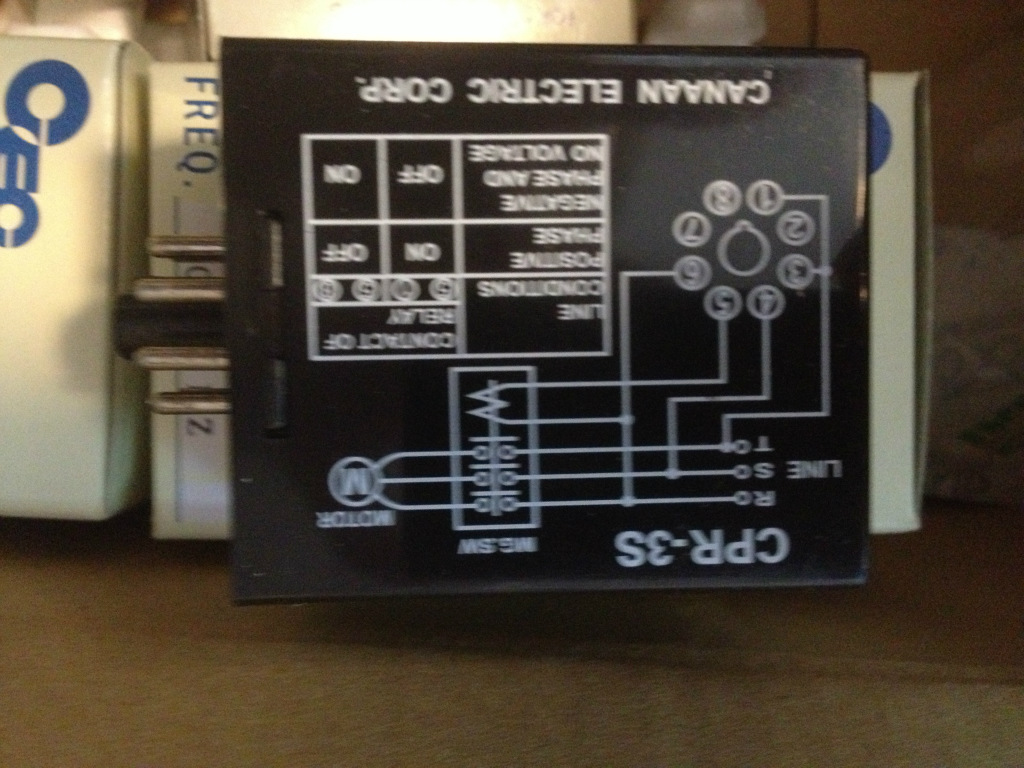 CPR-3S
MG.SW
R
LINE S
T
MOTOR
M
4 5
3 6
2 7
1 8
LINE CONDITIONS
CONTACT OF RELAY
POSITIVE PHASE
ON
OFF
NEGATIVE PHASE AND NO VOLTAGE
OFF
ON
CANAAN ELECTRIC CORP.
FREQ.
Z